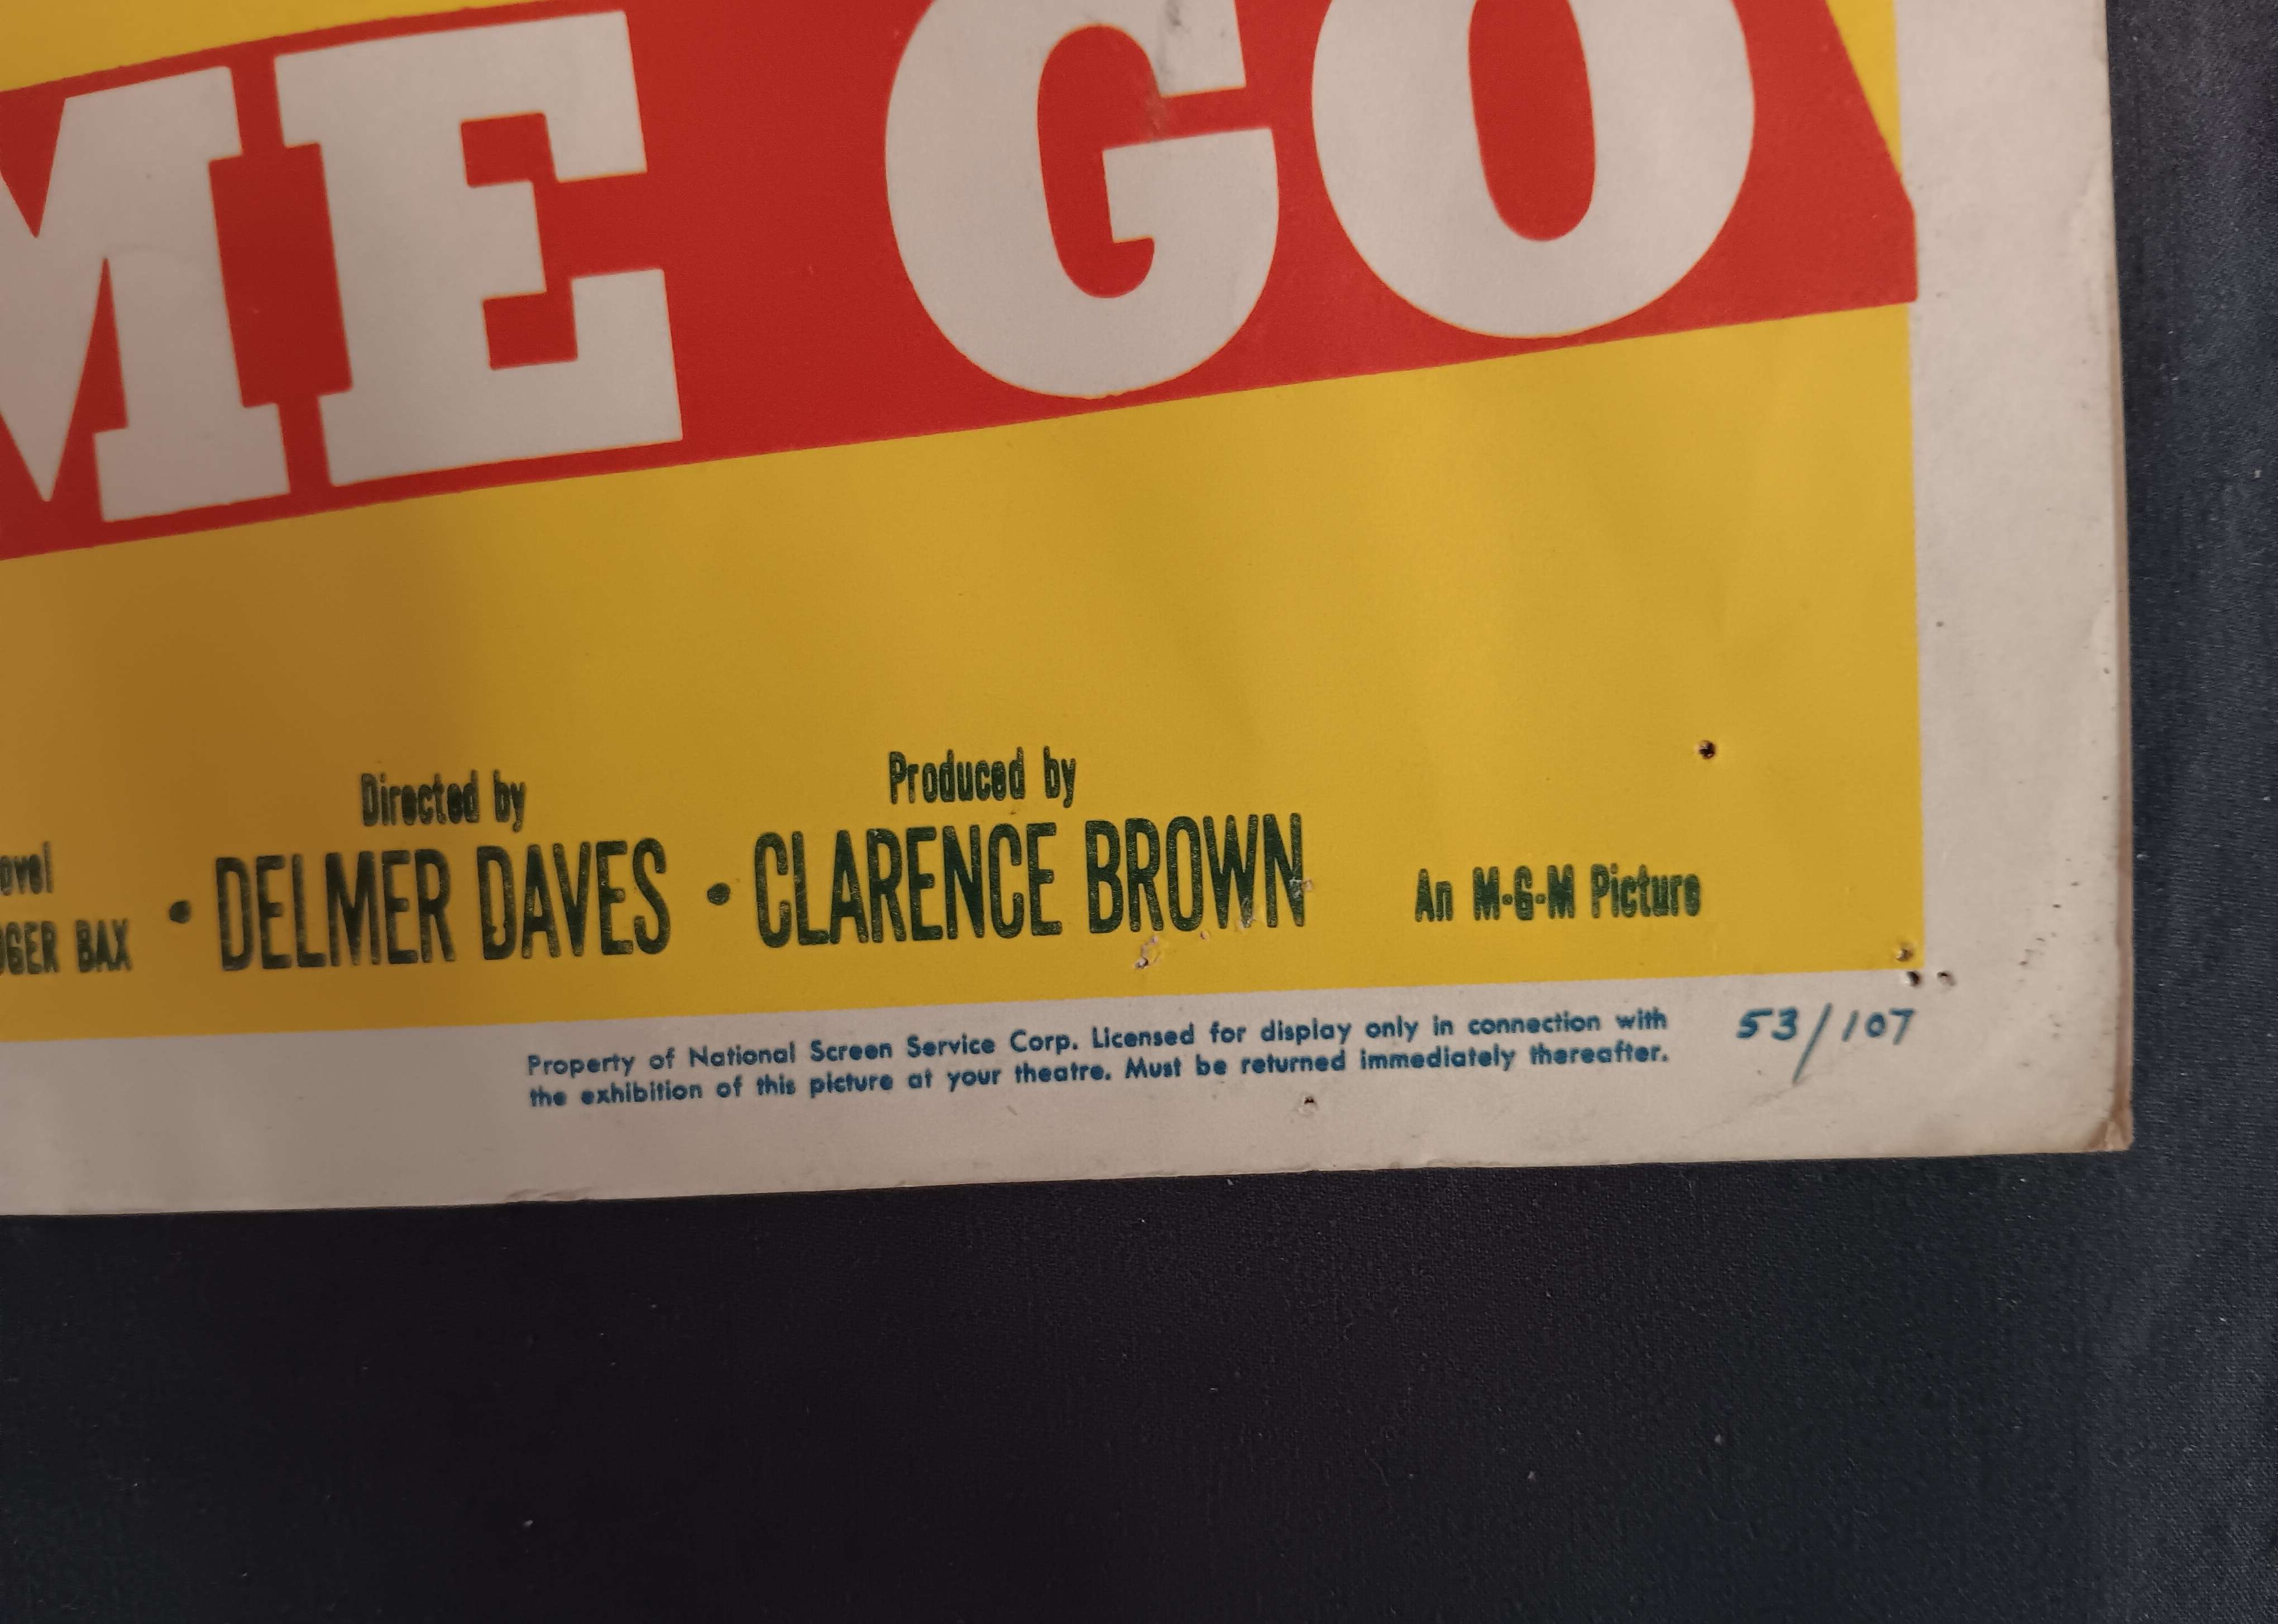 ME GO
Directed by
DELMER DAVES
Produced by
• CLARENCE BROWN
An M-G-M Picture
BAX •
Property of National Screen Service Corp. Licensed for display only in connection with
the exhibition of this picture at your theatre. Must be returned immediately thereafter.
53/107